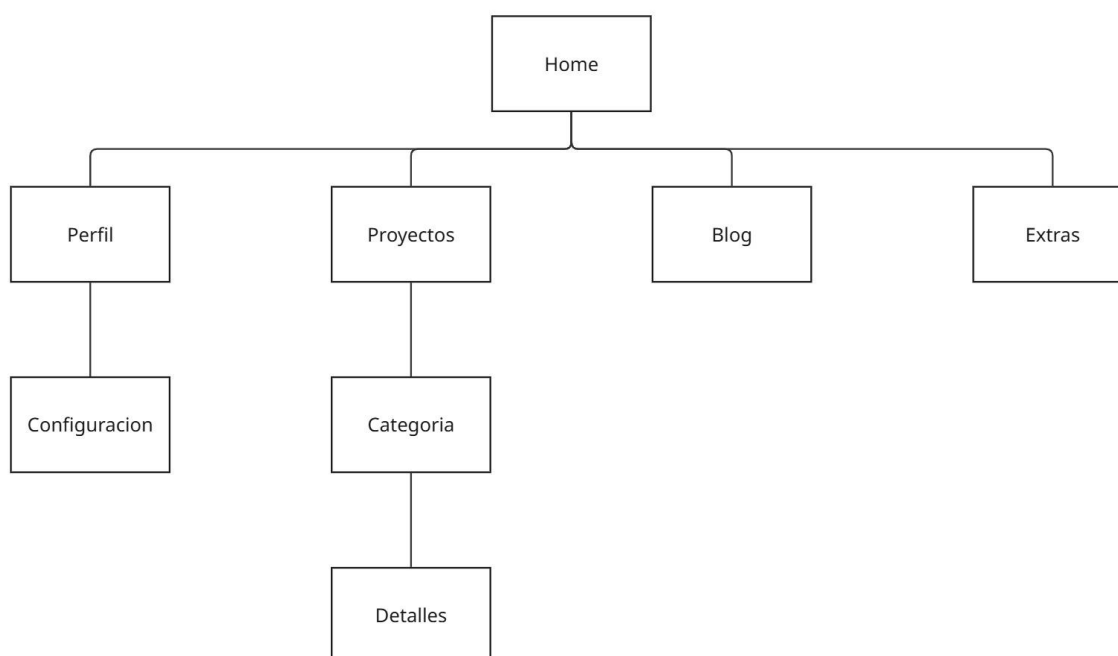 Home
Perfil
Proyectos
Blog
Extras
Configuracion
Categoria
Detalles